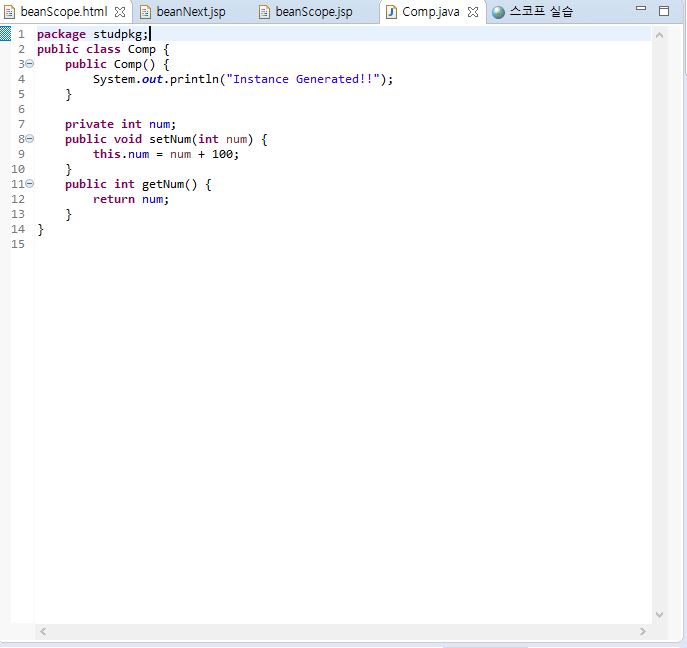 beanScope.html beanNext.jsp beanScope.jsp Comp.java 스코프 실습
1 package studpkg;
2 public class Comp {
3 public Comp() {
4 System.out.println("Instance Generated!!");
5 }
6
7 private int num;
8 public void setNum(int num) {
9 this.num = num + 100;
10 }
11 public int getNum() {
12 return num;
13 }
14 }
15